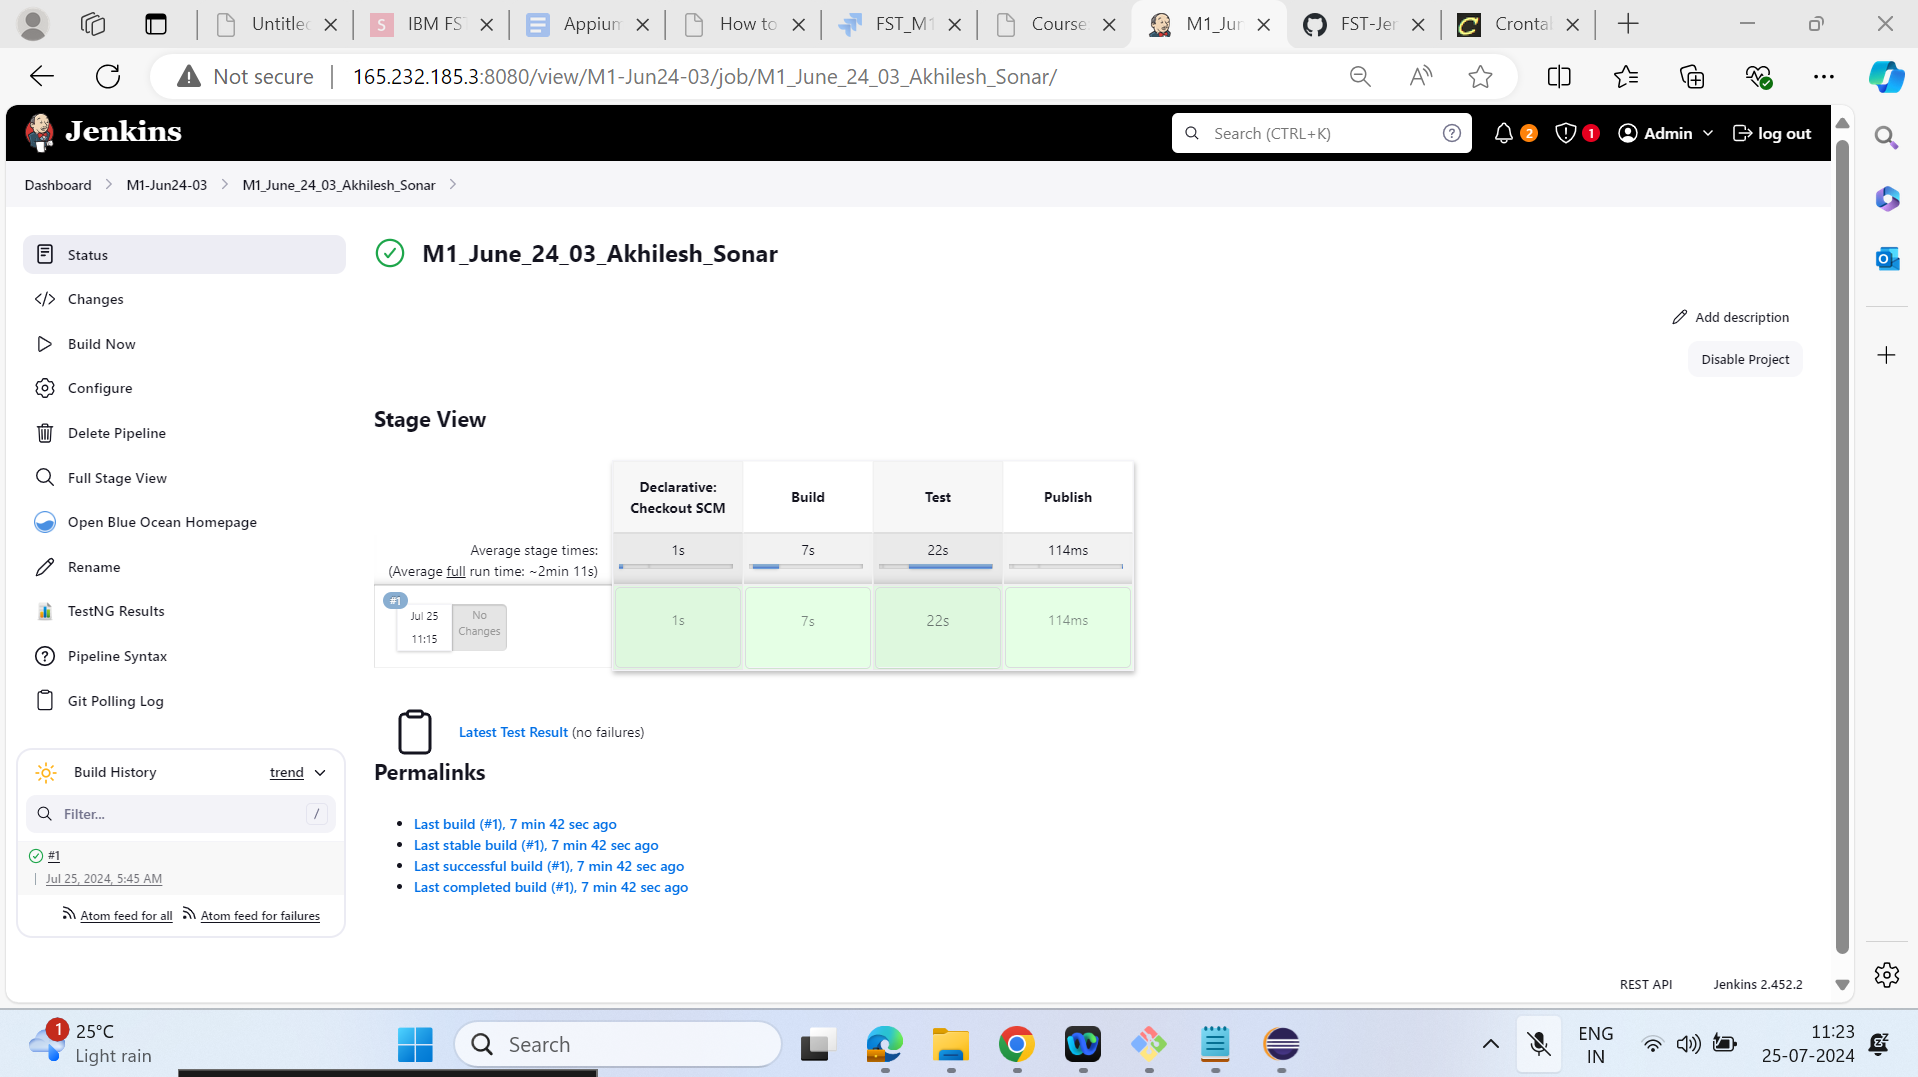 Untitled
IBM FST
Appium
How to
FST_M1
Course
M1_Jun
FST-Jen
Crontab
Not secure
165.232.185.3:8080/view/M1-Jun24-03/job/M1_June_24_03_Akhilesh_Sonar/
Jenkins
Search (CTRL+K)
2
1
Admin
log out
Dashboard
M1-Jun24-03
M1_June_24_03_Akhilesh_Sonar
Status
Changes
Build Now
Configure
Delete Pipeline
Full Stage View
Open Blue Ocean Homepage
Rename
TestNG Results
Pipeline Syntax
Git Polling Log
Build History
trend
Filter...
/
#1
Jul 25, 2024, 5:45 AM
Atom feed for all
Atom feed for failures
M1_June_24_03_Akhilesh_Sonar
Add description
Disable Project
Stage View
Declarative:
Checkout SCM
Build
Test
Publish
Average stage times:
(Average full run time: ~2min 11s)
1s
7s
22s
114ms
#1
Jul 25
11:15
No
Changes
1s
7s
22s
114ms
Latest Test Result (no failures)
Permalinks
Last build (#1), 7 min 42 sec ago
Last stable build (#1), 7 min 42 sec ago
Last successful build (#1), 7 min 42 sec ago
Last completed build (#1), 7 min 42 sec ago
REST API
Jenkins 2.452.2
1
25°C
Light rain
Search
ENG
IN
11:23
25-07-2024